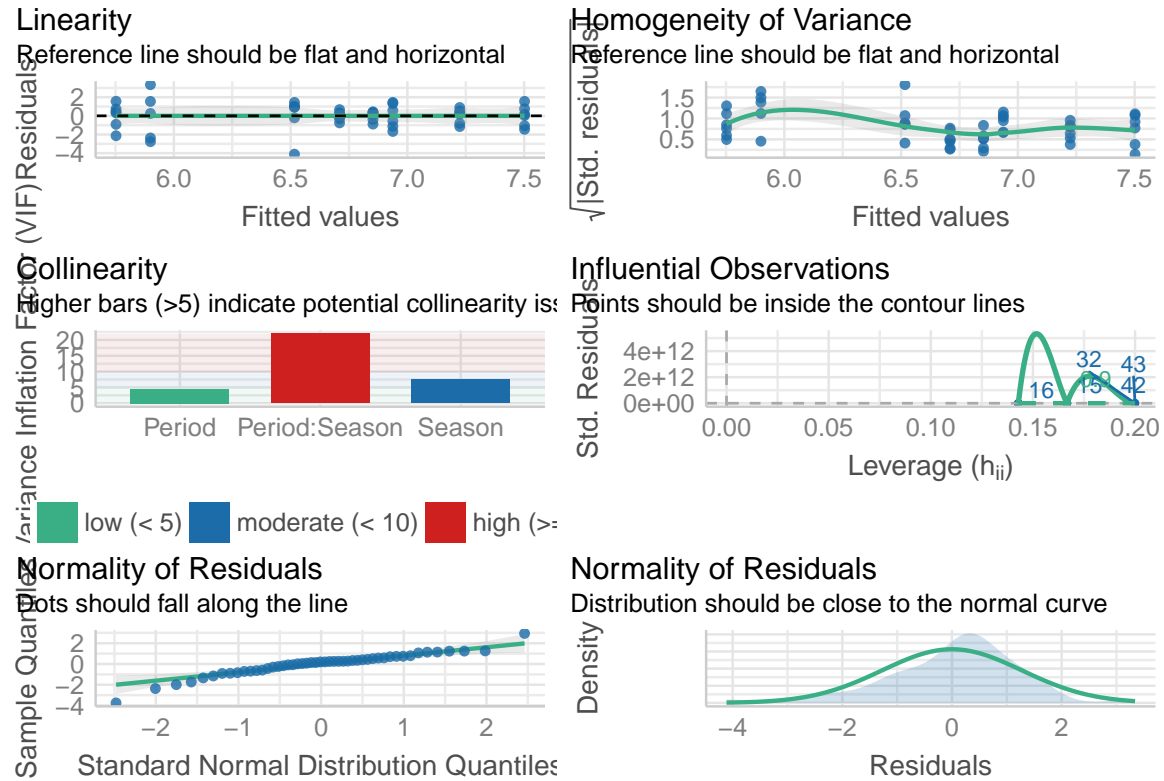 Linearity
Reference line should be flat and horizontal
Residuals
2
0
−2
−4
6.0 6.5 7.0 7.5
Fitted values
Homogeneity of Variance
Reference line should be flat and horizontal
√|Std. residuals|
1.5
1.0
0.5
6.0 6.5 7.0 7.5
Fitted values
Collinearity
Higher bars (>5) indicate potential collinearity iss
Variance Inflation Factor (VIF)
20
15
10
5
0
Period Period:Season Season
low (< 5) moderate (< 10) high (>=
Influential Observations
Points should be inside the contour lines
Std. Residuals
4e+12
2e+12
0e+00
32
43
0.9
15
42
16
0.00 0.05 0.10 0.15 0.20
Leverage (hii)
Normality of Residuals
Dots should fall along the line
Sample Quantiles
2
0
−2
−4
−2 −1 0 1 2
Standard Normal Distribution Quantiles
Normality of Residuals
Distribution should be close to the normal curve
Density
−4 −2 0 2
Residuals